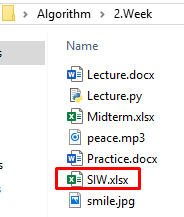 Algorithm > 2.Week
Name
Lecture.docx
Lecture.py
Midterm.xlsx
peace.mp3
Practice.docx
SIW.xlsx
smile.jpg